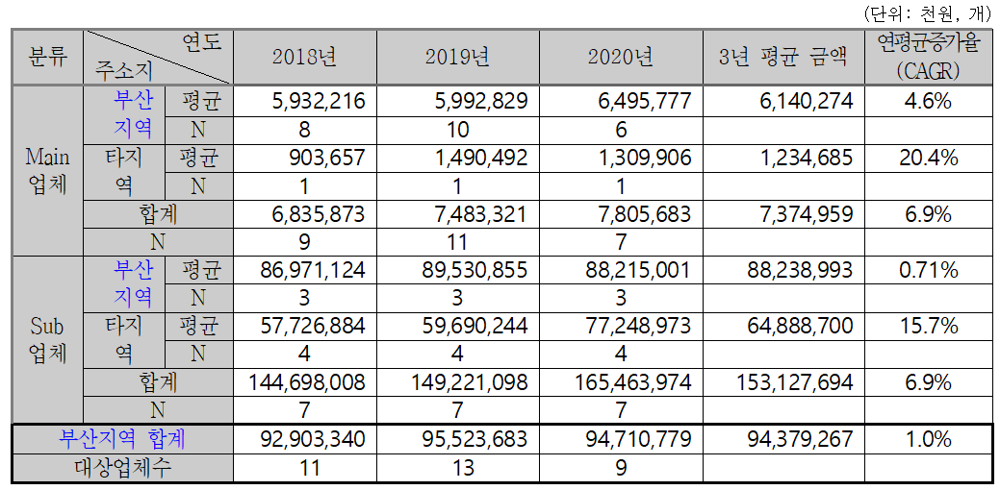 (단위: 천원, 개)
분류 연도 주소지 2018년 2019년 2020년 3년 평균 금액 연평균증가율 (CAGR)
Main 업체 부산 지역 평균 5,932,216 5,992,829 6,495,777 6,140,274 4.6%
N 8 10 6
타지역 평균 903,657 1,490,492 1,309,906 1,234,685 20.4%
N 1 1 1
합계 6,835,873 7,483,321 7,805,683 7,374,959 6.9%
N 9 11 7
Sub 업체 부산 지역 평균 86,971,124 89,530,855 88,215,001 88,238,993 0.71%
N 3 3 3
타지역 평균 57,726,884 59,690,244 77,248,973 64,888,700 15.7%
N 4 4 4
합계 144,698,008 149,221,098 165,463,974 153,127,694 6.9%
N 7 7 7
부산지역 합계 92,903,340 95,523,683 94,710,779 94,379,267 1.0%
대상업체수 11 13 9